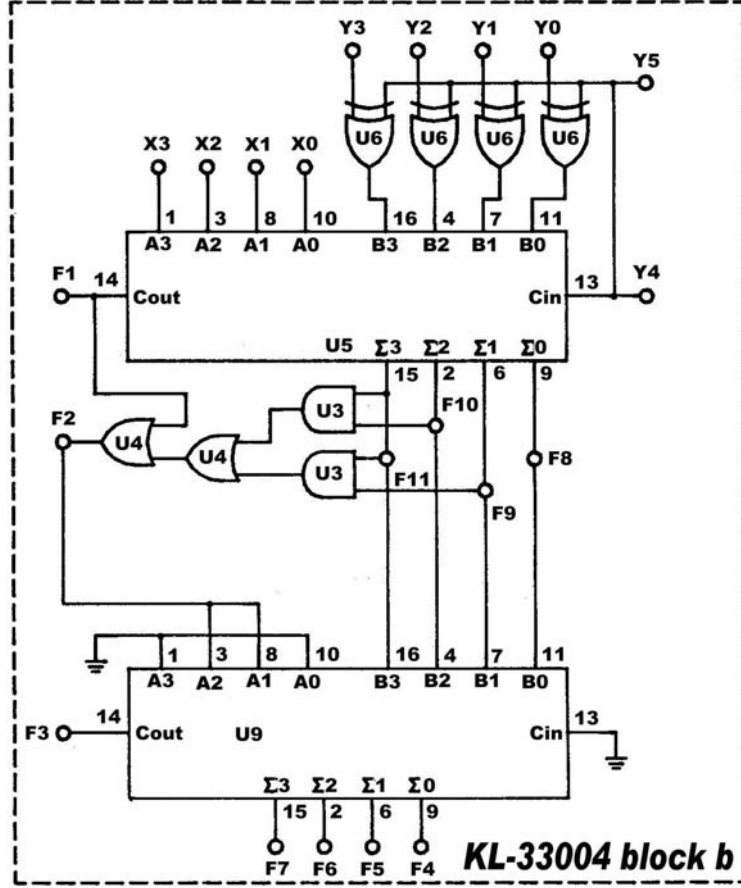 Y3 Y2 Y1 Y0
Y5
U6 U6 U6 U6
X3 X2 X1 X0
1 3 8 10 16 4 7 11
A3 A2 A1 A0 B3 B2 B1 B0
F1 14 Cout Cin 13 Y4
U5 Σ3 Σ2 Σ1 Σ0
15 2 6 9
U3 F10
F2 U4 U4
U3 F11 F8
F9
1 3 8 10 16 4 7 11
A3 A2 A1 A0 B3 B2 B1 B0
F3 14 Cout U9 Cin 13
Σ3 Σ2 Σ1 Σ0
15 2 6 9
F7 F6 F5 F4
KL-33004 block b